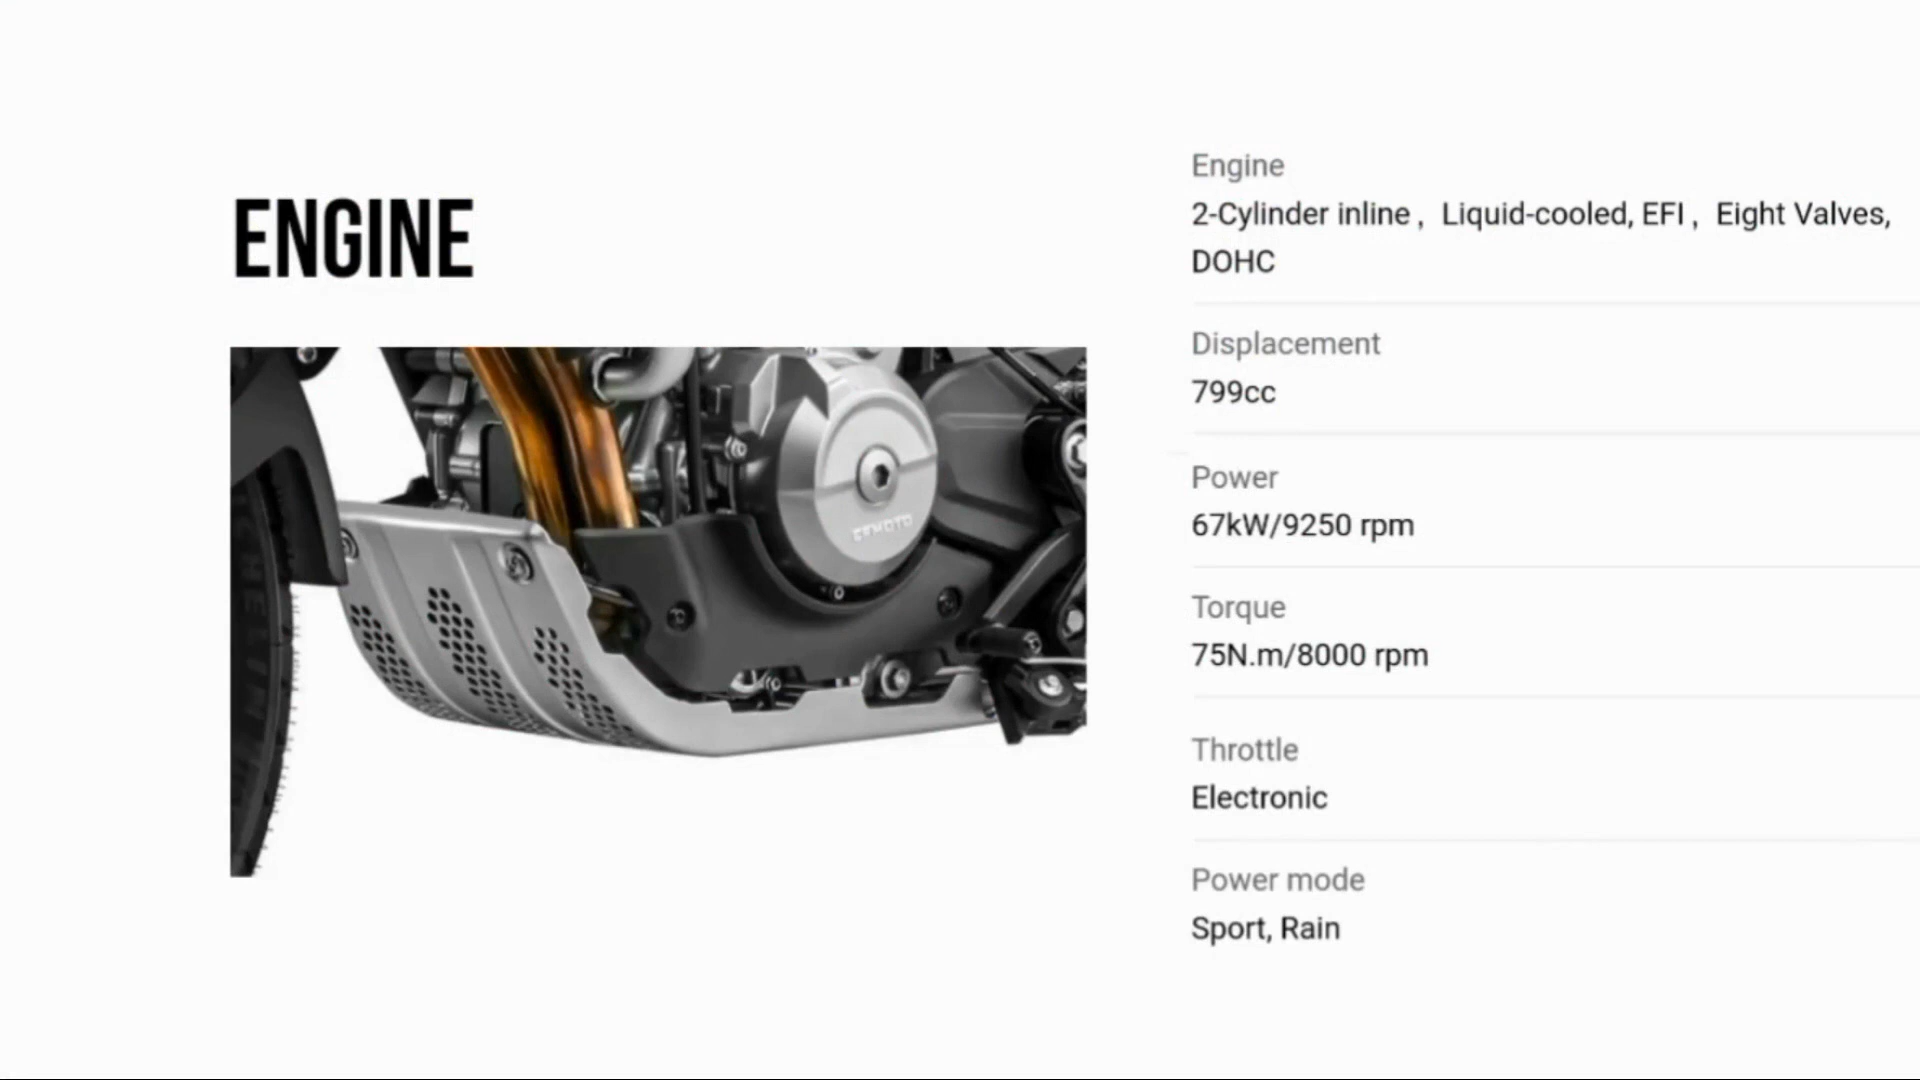 ENGINE
CFMOTO
Engine
2-Cylinder inline , Liquid-cooled, EFI , Eight Valves,
DOHC
Displacement
799cc
Power
67kW/9250 rpm
Torque
75N.m/8000 rpm
Throttle
Electronic
Power mode
Sport, Rain